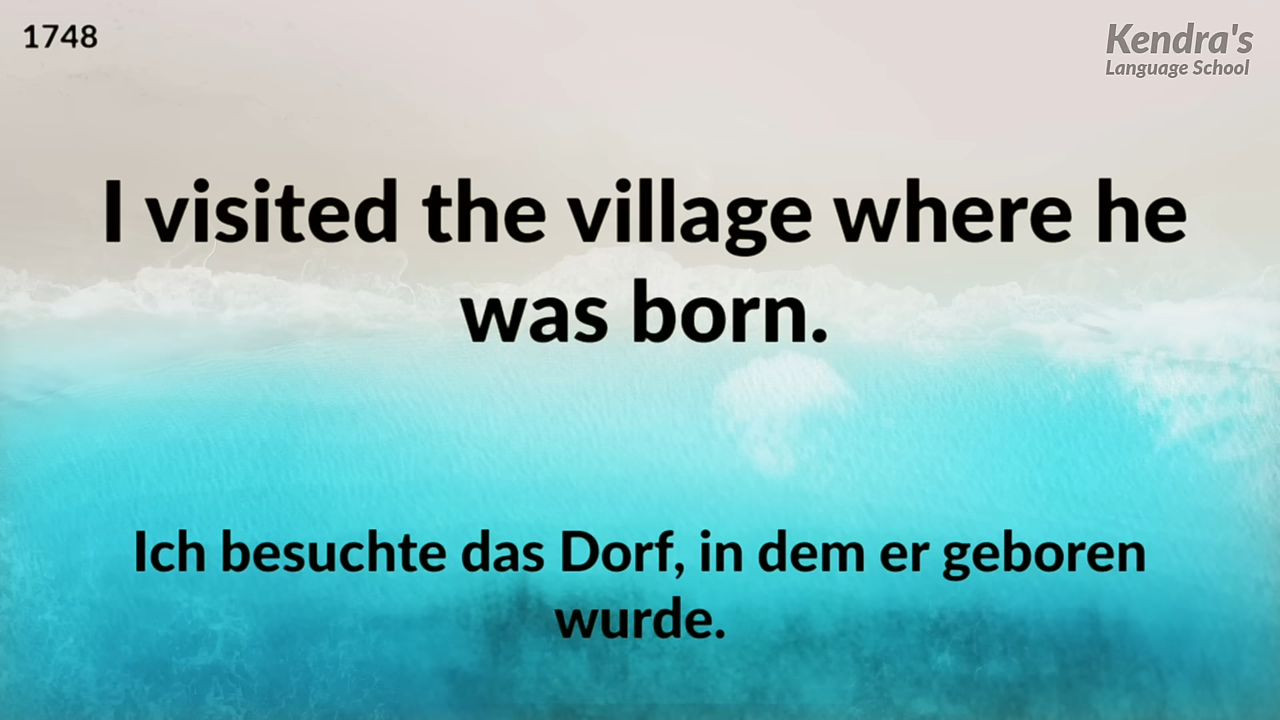 1748
Kendra's
Language School
I visited the village where he
was born.
Ich besuchte das Dorf, in dem er geboren
wurde.